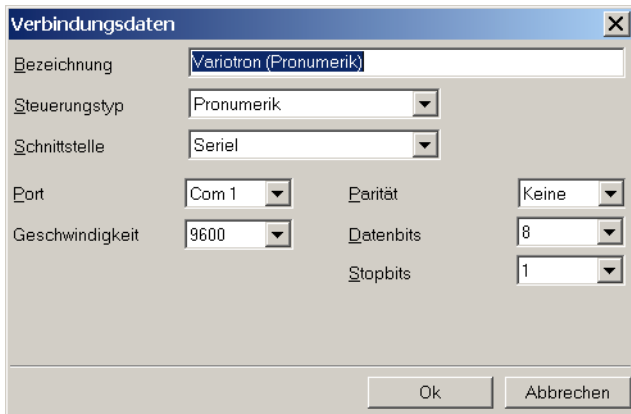 Verbindungsdaten
Bezeichnung Variotron (Pronumerik)
Steuerungstyp Pronumerik
Schnittstelle Seriel
Port Com 1 Parität Keine
Geschwindigkeit 9600 Datenbits 8
Stopbits 1
Ok Abbrechen